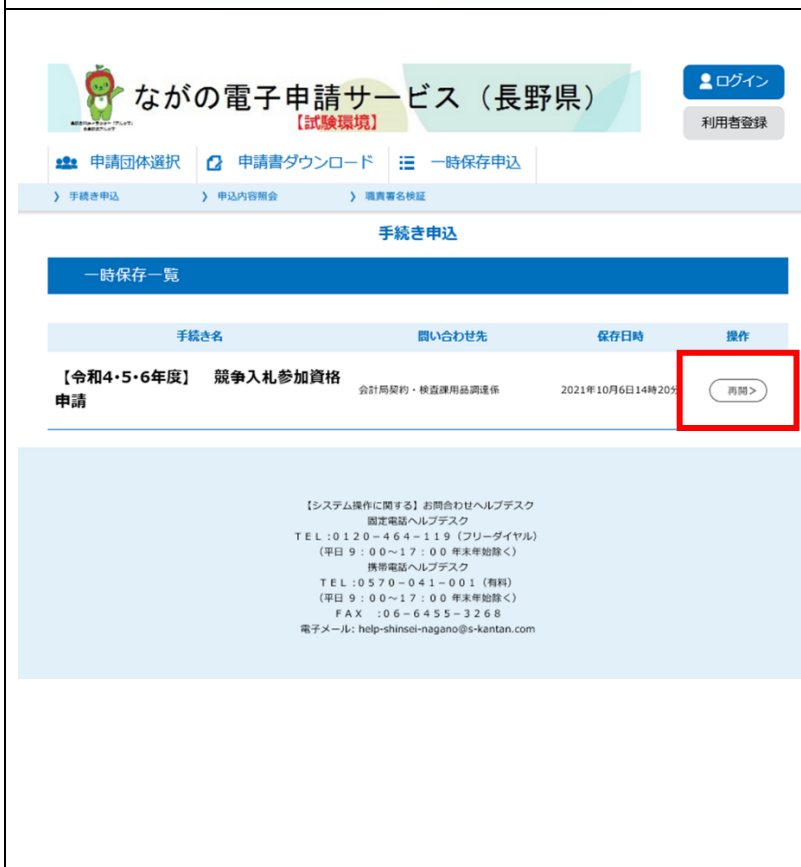 ながの電子申請サービス（長野県）
【試験環境】
ログイン
利用者登録
申請団体選択
申請書ダウンロード
一時保存申込
手続き申込
申込内容照会
職責署名検証
手続き申込
一時保存一覧
手続き名
問い合わせ先
保存日時
操作
【令和4・5・6年度】　競争入札参加資格
申請
会計局契約・検査課用品調達係
2021年10月6日14時20分
再開>
【システム操作に関する】お問合わせヘルプデスク
固定電話ヘルプデスク
TEL:0120－464－119（フリーダイヤル）
（平日 9：00～17：00 年末年始除く）
携帯電話ヘルプデスク
TEL:0570－041－001（有料）
（平日 9：00～17：00 年末年始除く）
FAX :06－6455－3268
電子メール: help-shinsei-nagano@s-kantan.com